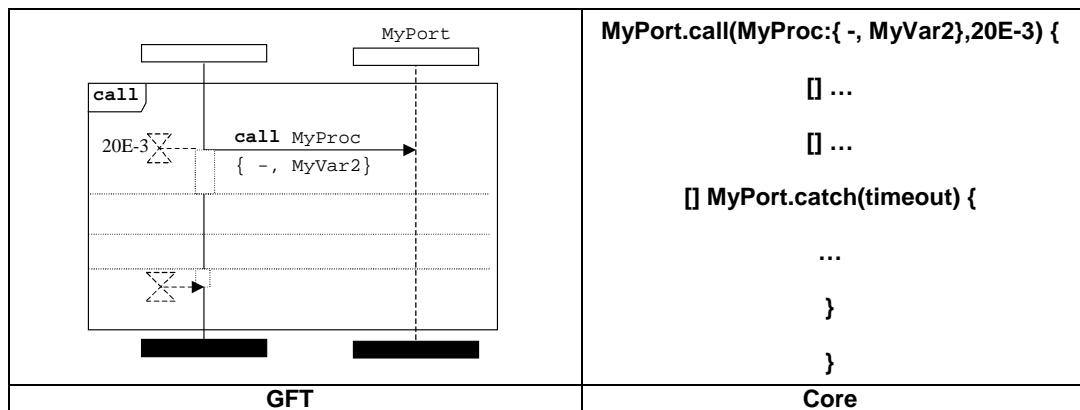 MyPort
call
20E-3
call MyProc
{ -, MyVar2}
GFT
MyPort.call(MyProc:{ -, MyVar2},20E-3) {
[] …
[] …
[] MyPort.catch(timeout) {
…
}
}
Core